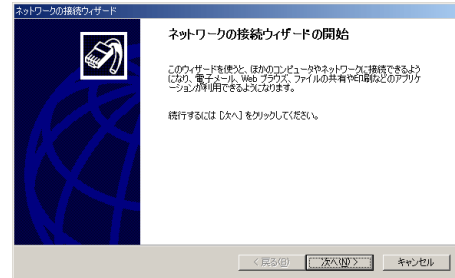 ネットワークの接続ウィザード
ネットワークの接続ウィザードの開始
このウィザードを使うと、ほかのコンピュータやネットワークに接続できるよう
になり、電子メール、Web ブラウズ、ファイルの共有や印刷などのアプリケ
ーションが利用できるようになります。
続行するには [次へ] をクリックしてください。
< 戻る(B)
次へ(N) >
キャンセル